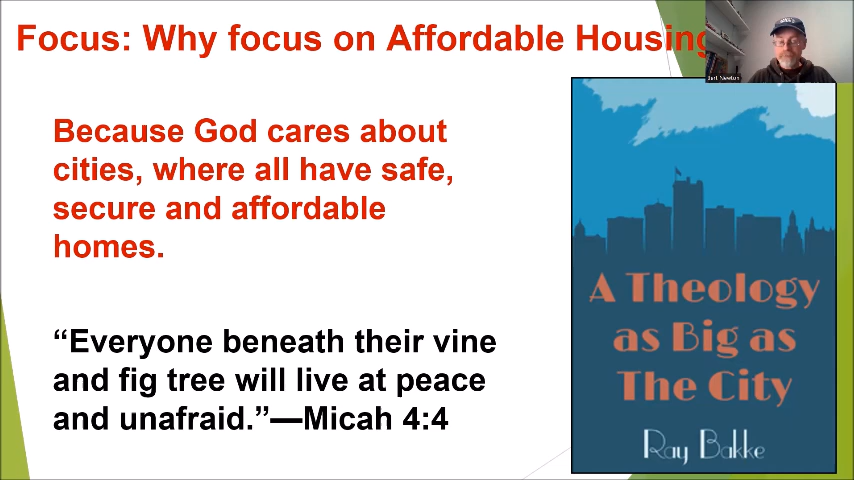 Focus: Why focus on Affordable Housing
Bert Newton
Because God cares about
cities, where all have safe,
secure and affordable
homes.
“Everyone beneath their vine
and fig tree will live at peace
and unafraid.”—Micah 4:4
A Theology
as Big as
The City
Ray Bakke